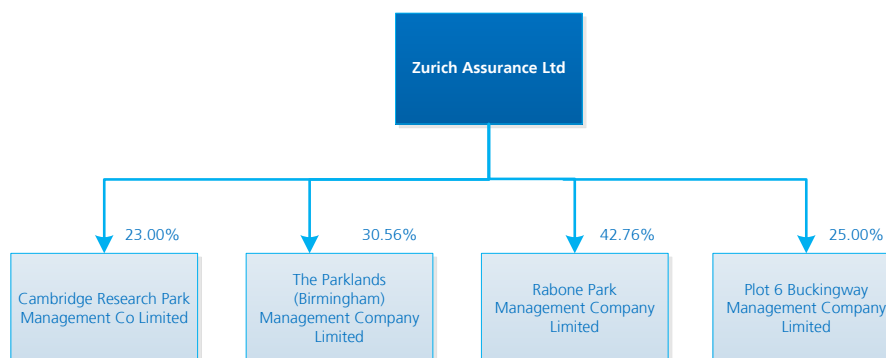 Zurich Assurance Ltd
23.00%
30.56%
42.76%
25.00%
Cambridge Research Park
Management Co Limited
The Parklands
(Birmingham)
Management Company
Limited
Rabone Park
Management Company
Limited
Plot 6 Buckingway
Management Company
Limited